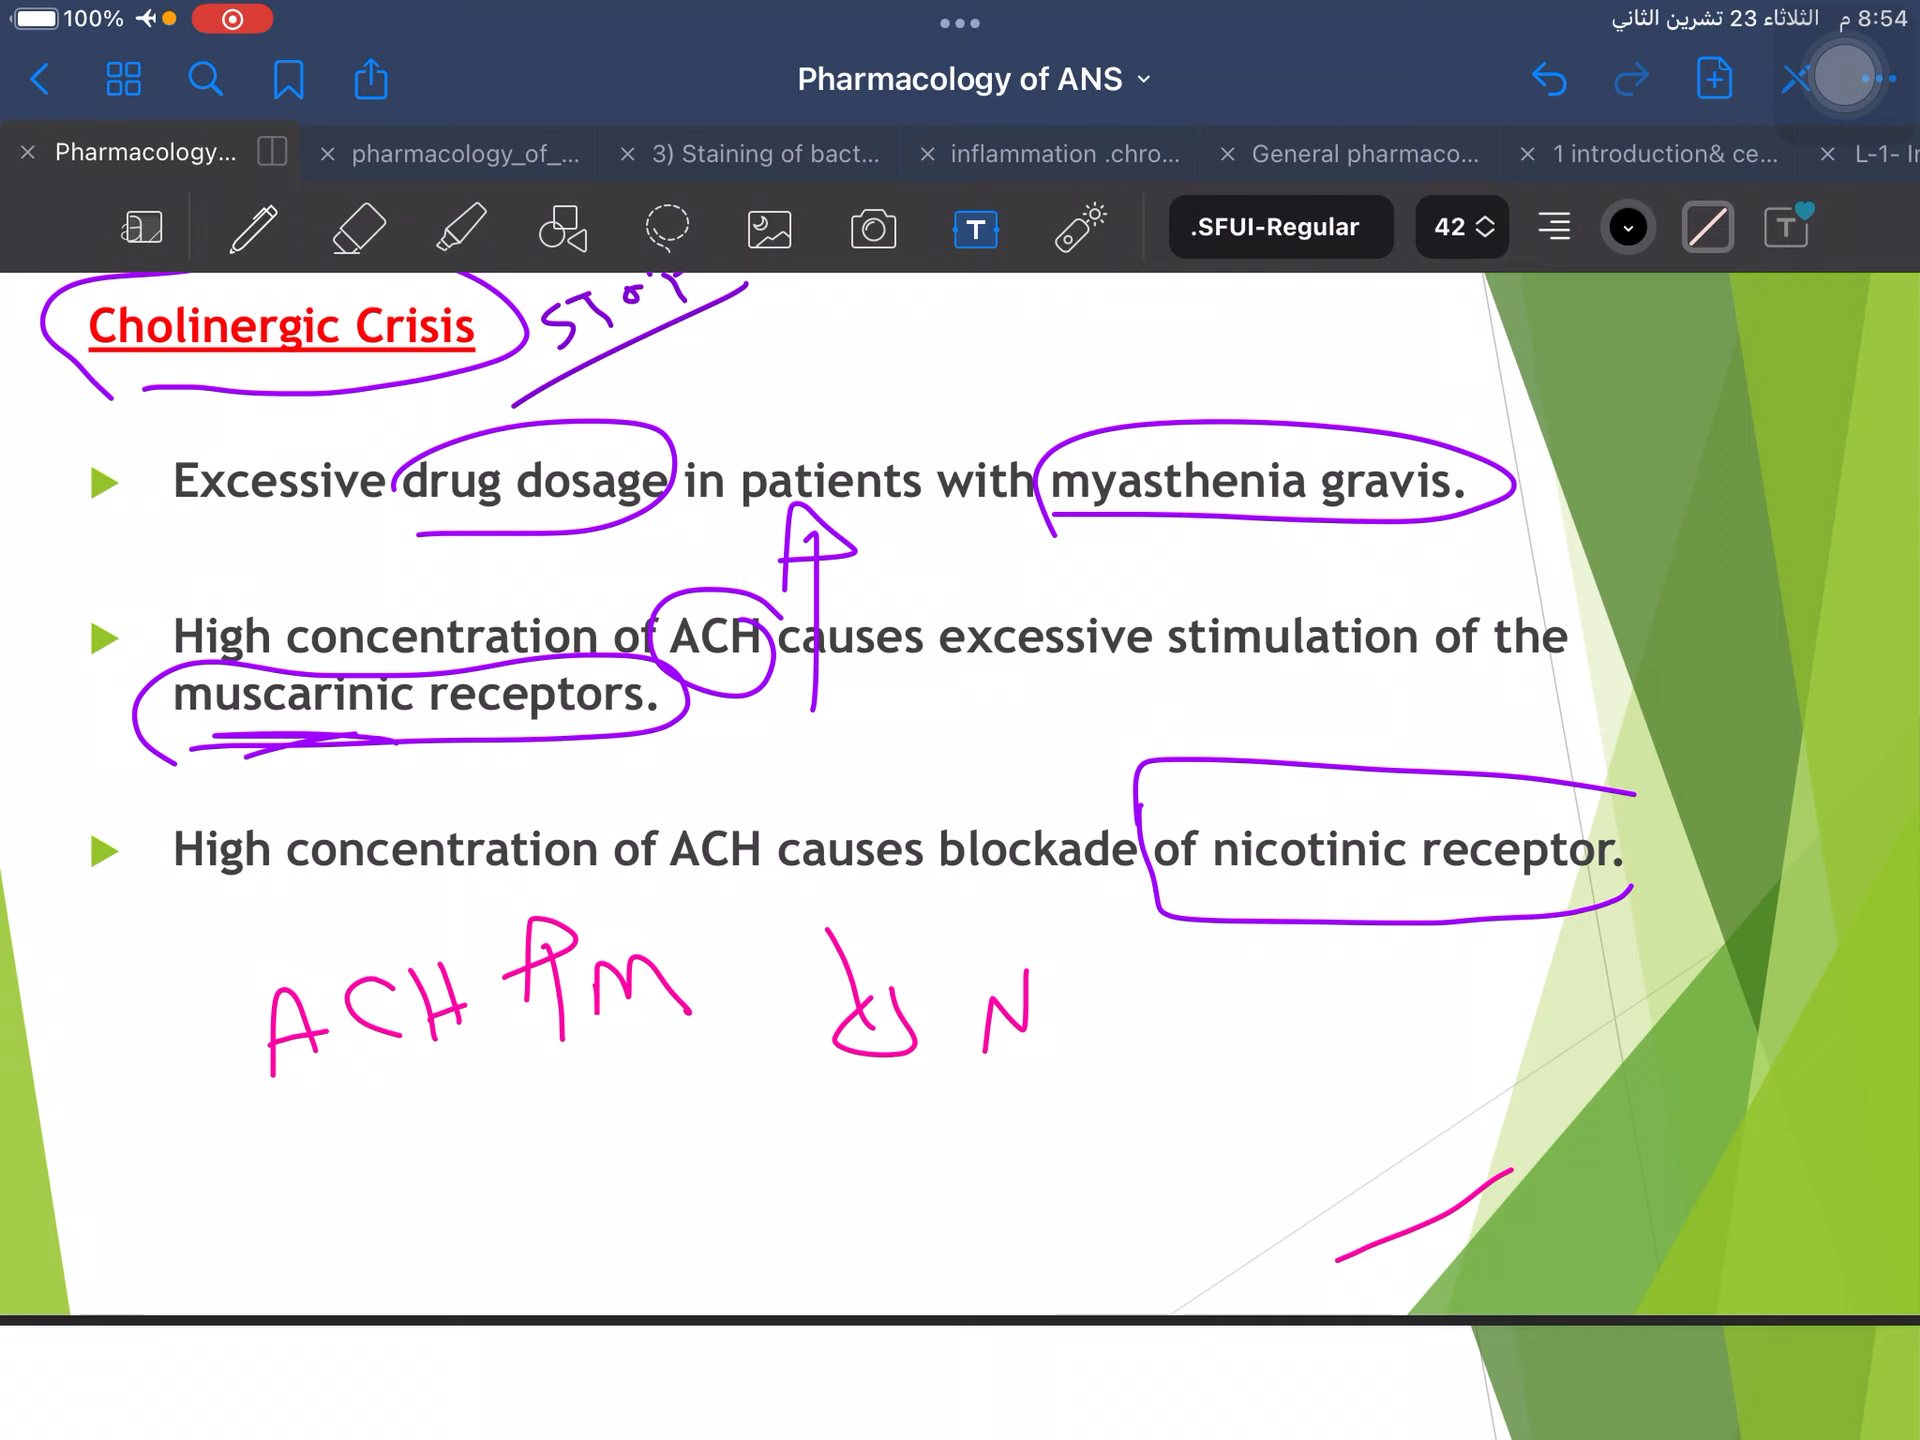 100%
8:54 م الثلاثاء 23 تشرين الثاني
Pharmacology of ANS
Pharmacology...
pharmacology_of_...
3) Staining of bact...
inflammation .chro...
General pharmaco...
1 introduction& ce...
L-1- In
.SFUI-Regular
42
T
T
Cholinergic Crisis
STOP
Excessive drug dosage in patients with myasthenia gravis.
High concentration of ACH causes excessive stimulation of the
muscarinic receptors.
High concentration of ACH causes blockade of nicotinic receptor.
ACH M N